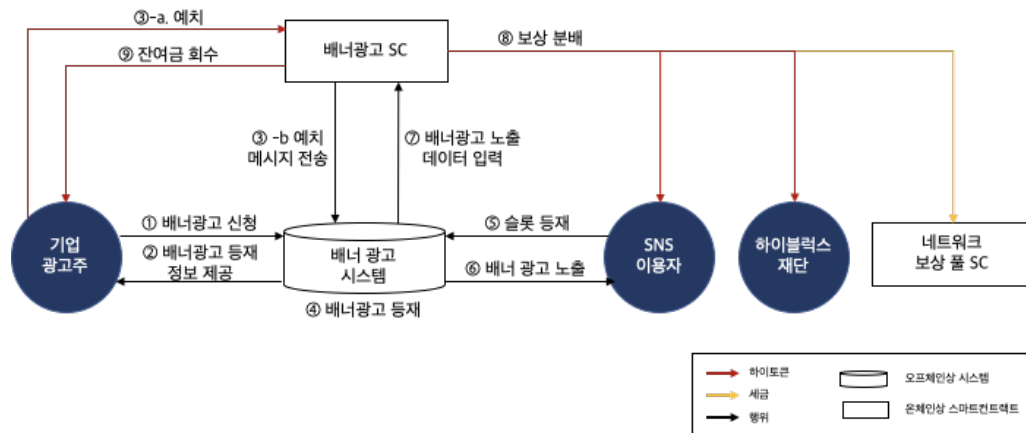 ③-a. 예치
⑨ 잔여금 회수
배너광고 SC
⑧ 보상 분배
③ -b 예치
메시지 전송
⑦ 배너광고 노출
데이터 입력
기업
광고주
① 배너광고 신청
② 배너광고 등재
정보 제공
배너 광고
시스템
④ 배너광고 등재
⑤ 슬롯 등재
⑥ 배너 광고 노출
SNS
이용자
하이블럭스
재단
네트워크
보상 풀 SC
하이토큰
세금
행위
오프체인상 시스템
온체인상 스마트컨트랙트